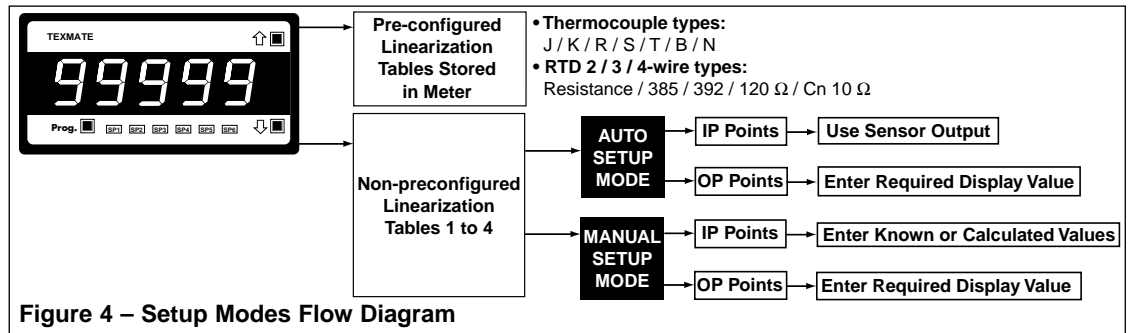 TEXMATE
99999
Prog. SP1 SP2 SP3 SP4 SP5 SP6
Pre-configured
Linearization
Tables Stored
in Meter
• Thermocouple types:
J / K / R / S / T / B / N
• RTD 2 / 3 / 4-wire types:
Resistance / 385 / 392 / 120 Ω / Cn 10 Ω
Non-preconfigured
Linearization
Tables 1 to 4
AUTO
SETUP
MODE
IP Points
Use Sensor Output
OP Points
Enter Required Display Value
MANUAL
SETUP
MODE
IP Points
Enter Known or Calculated Values
OP Points
Enter Required Display Value
Figure 4 – Setup Modes Flow Diagram